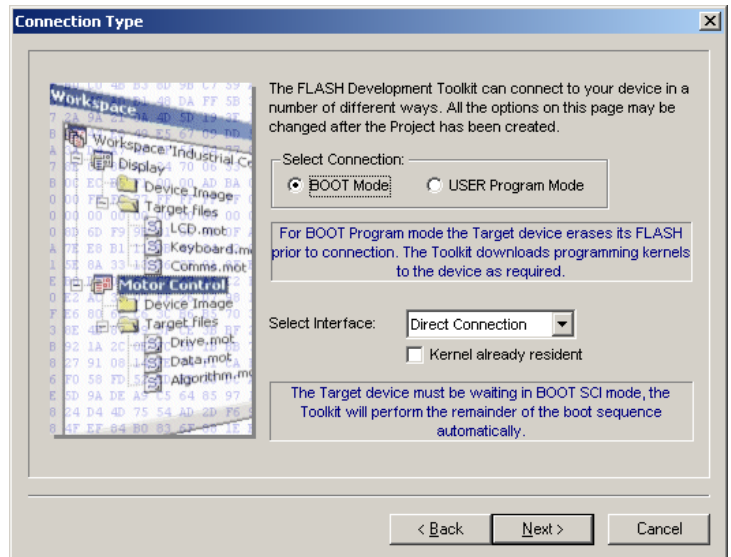 Connection Type
The FLASH Development Toolkit can connect to your device in a
number of different ways. All the options on this page may be
changed after the Project has been created.
Select Connection:
BOOT Mode
USER Program Mode
For BOOT Program mode the Target device erases its FLASH
prior to connection. The Toolkit downloads programming kernels
to the device as required.
Select Interface:
Direct Connection
Kernel already resident
The Target device must be waiting in BOOT SCI mode, the
Toolkit will perform the remainder of the boot sequence
automatically.
Workspace
Workspace 'Industrial Co
Display
Device Image
Target files
LCD.mot
Keyboard.m
Comms.mot
Motor Control
Device Image
Target files
Drive.mot
Data.mot
Algorithm.mo
< Back
Next >
Cancel